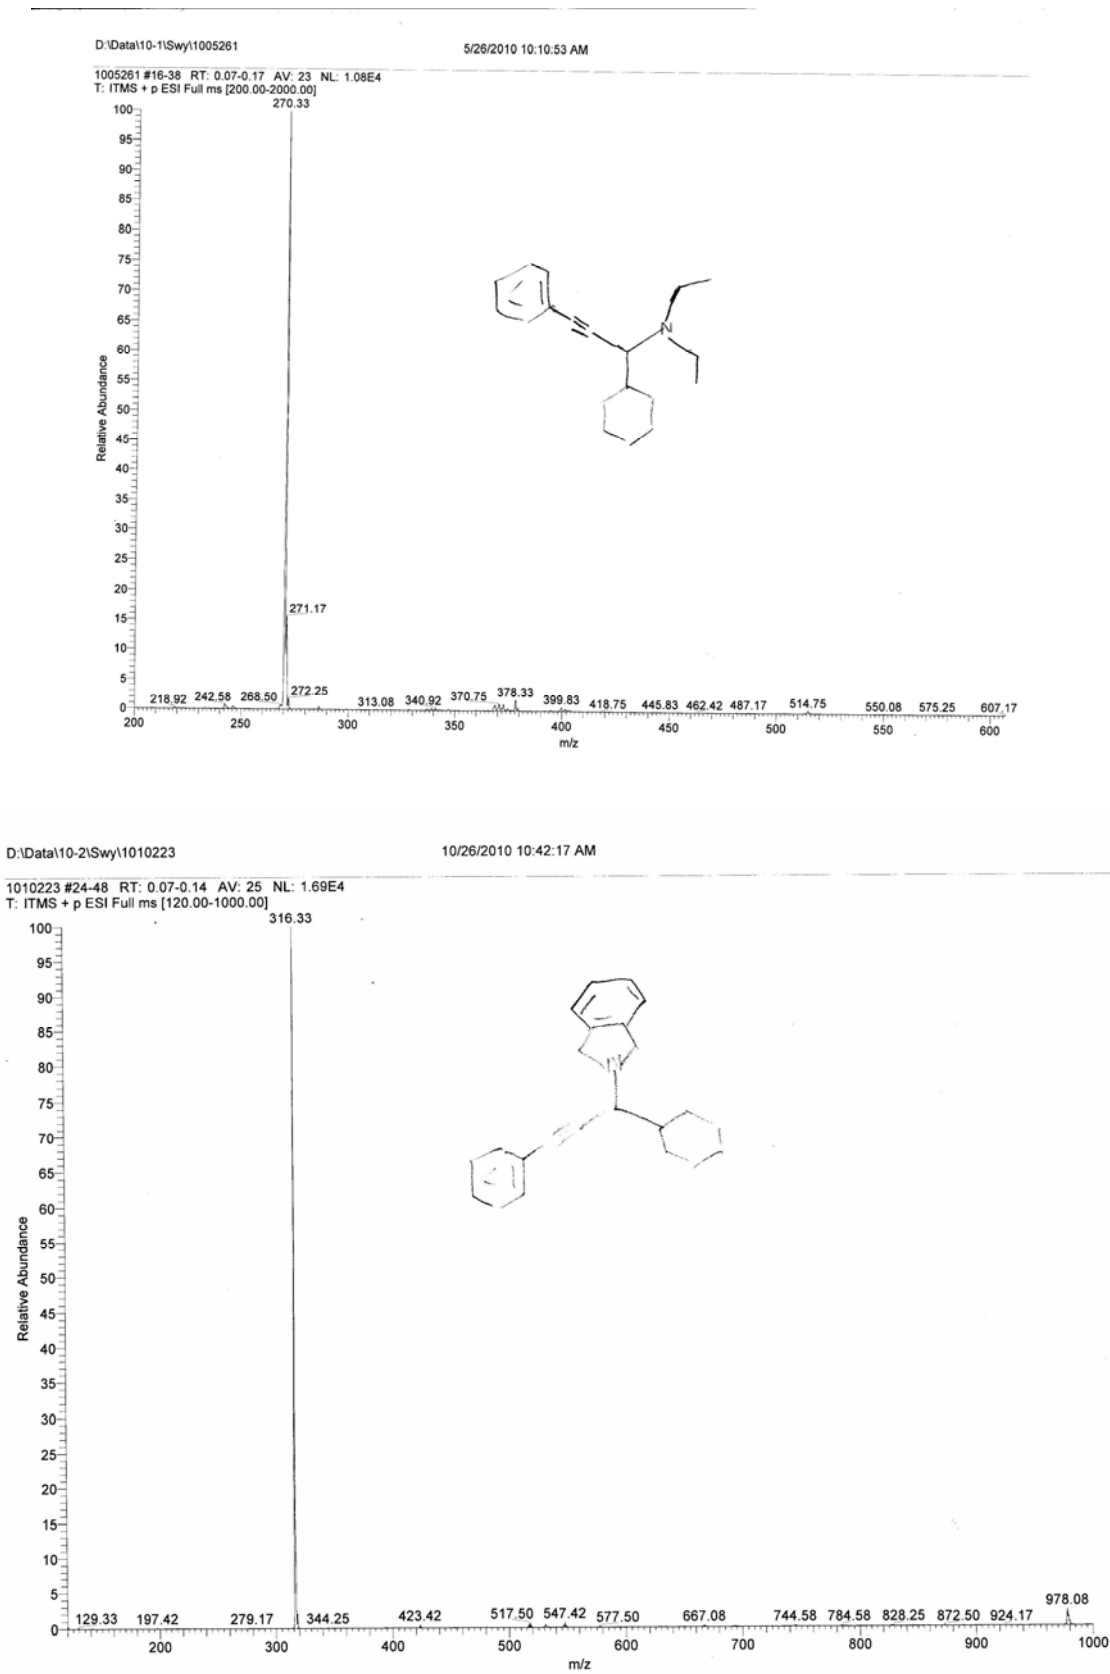 D:\Data\10-1\Swy\1005261 5/26/2010 10:10:53 AM
1005261 #16-38 RT: 0.07-0.17 AV: 23 NL: 1.08E4
T: ITMS + p ESI Full ms [200.00-2000.00]
270.33
100
95
90
85
80
75
70
65
60
55
50
45
40
35
30
25
20
15
10
5
0
Relative Abundance
N
271.17
218.92 242.58 268.50 272.25 313.08 340.92 370.75 378.33 399.83 418.75 445.83 462.42 487.17 514.75 550.08 575.25 607.17
200 250 300 350 400 450 500 550 600
m/z
D:\Data\10-2\Swy\1010223 10/26/2010 10:42:17 AM
1010223 #24-48 RT: 0.07-0.14 AV: 25 NL: 1.69E4
T: ITMS + p ESI Full ms [120.00-1000.00]
316.33
100
95
90
85
80
75
70
65
60
55
50
45
40
35
30
25
20
15
10
5
0
Relative Abundance
N
129.33 197.42 279.17 344.25 423.42 517.50 547.42 577.50 667.08 744.58 784.58 828.25 872.50 924.17 978.08
200 300 400 500 600 700 800 900 1000
m/z